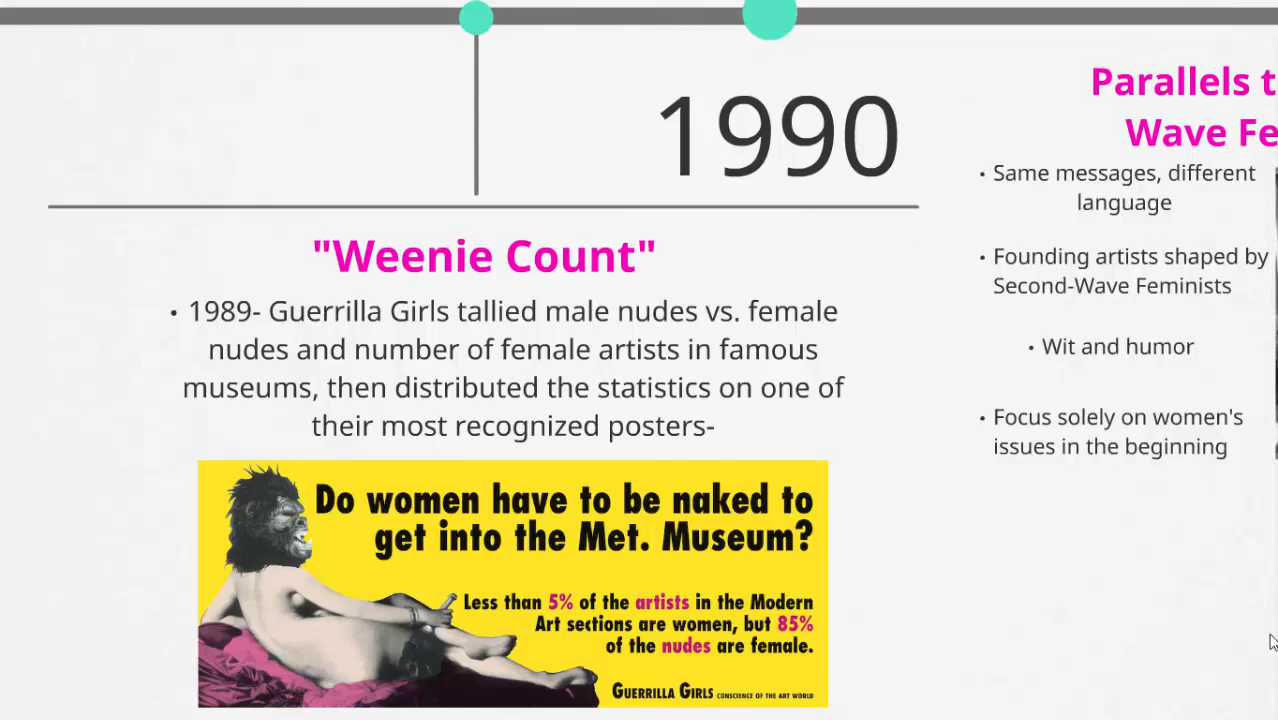 1990
"Weenie Count"
• 1989- Guerrilla Girls tallied male nudes vs. female
nudes and number of female artists in famous
museums, then distributed the statistics on one of
their most recognized posters-
Do women have to be naked to
get into the Met. Museum?
Less than 5% of the artists in the Modern
Art sections are women, but 85%
of the nudes are female.
GUERRILLA GIRLS CONSCIENCE OF THE ART WORLD
Parallels t
Wave Fe
• Same messages, different
language
• Founding artists shaped by
Second-Wave Feminists
• Wit and humor
• Focus solely on women's
issues in the beginning